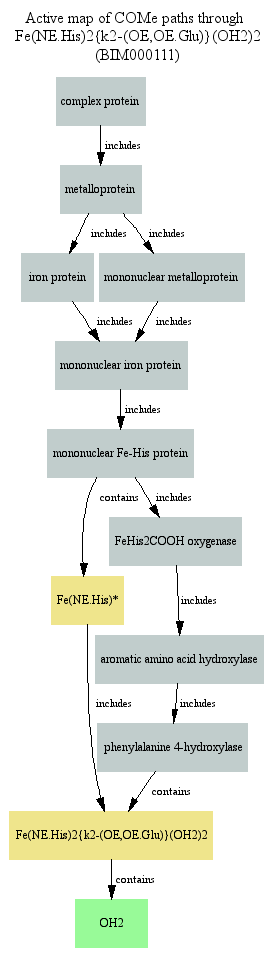 Active map of COMe paths through
Fe(NE.His)2{k2-(OE,OE.Glu)}(OH2)2
(BIM000111)
complex protein
includes
metalloprotein
includes
includes
iron protein
mononuclear metalloprotein
includes
includes
mononuclear iron protein
includes
mononuclear Fe-His protein
contains
includes
FeHis2COOH oxygenase
Fe(NE.His)*
includes
aromatic amino acid hydroxylase
includes
includes
phenylalanine 4-hydroxylase
contains
Fe(NE.His)2{k2-(OE,OE.Glu)}(OH2)2
contains
OH2